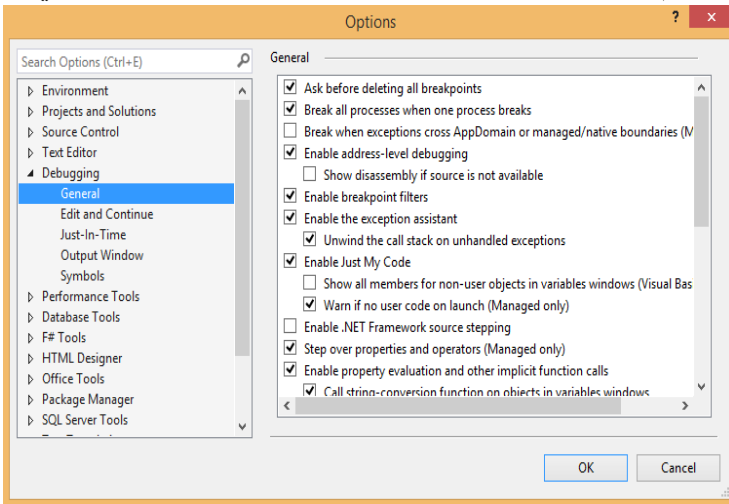 Options
? x
Search Options (Ctrl+E)
Environment
Projects and Solutions
Source Control
Text Editor
Debugging
General
Edit and Continue
Just-In-Time
Output Window
Symbols
Performance Tools
Database Tools
F# Tools
HTML Designer
Office Tools
Package Manager
SQL Server Tools
General
Ask before deleting all breakpoints
Break all processes when one process breaks
Break when exceptions cross AppDomain or managed/native boundaries (M
Enable address-level debugging
Show disassembly if source is not available
Enable breakpoint filters
Enable the exception assistant
Unwind the call stack on unhandled exceptions
Enable Just My Code
Show all members for non-user objects in variables windows (Visual Bas
Warn if no user code on launch (Managed only)
Enable .NET Framework source stepping
Step over properties and operators (Managed only)
Enable property evaluation and other implicit function calls
Call string-conversion function on objects in variables windows
OK
Cancel